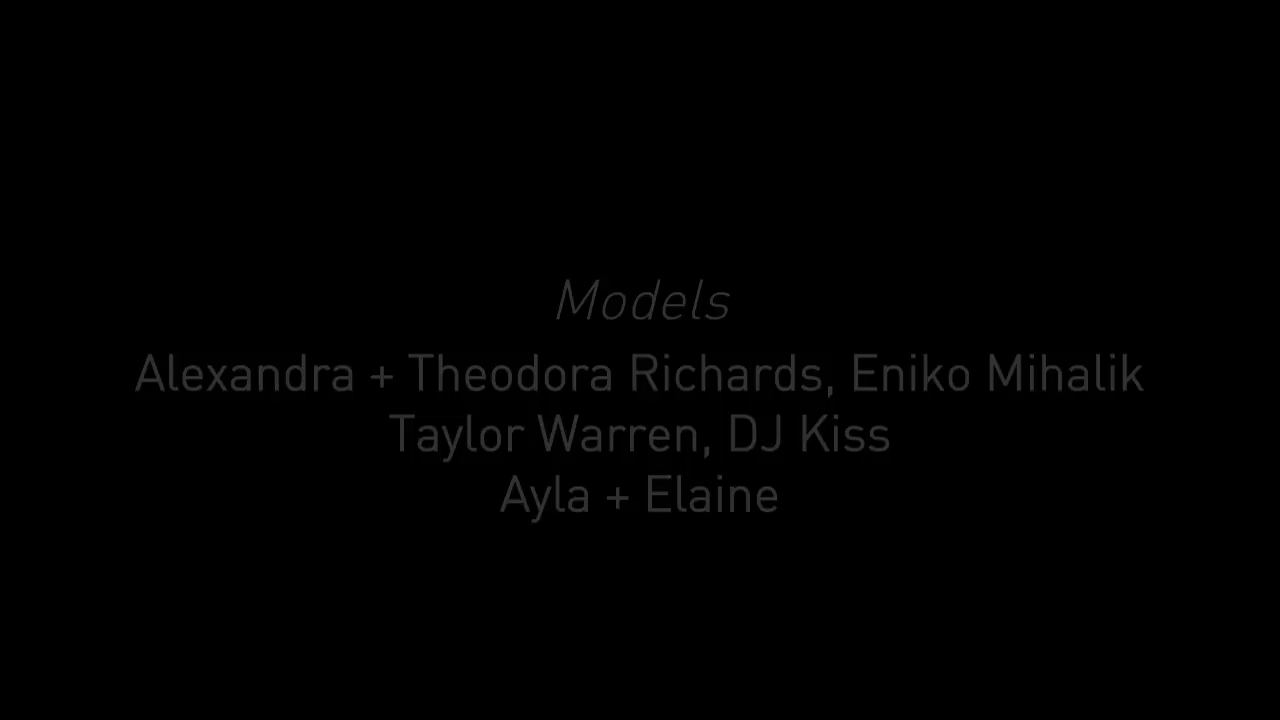 Models
Alexandra + Theodora Richards, Eniko Mihalik
Taylor Warren, DJ Kiss
Ayla + Elaine